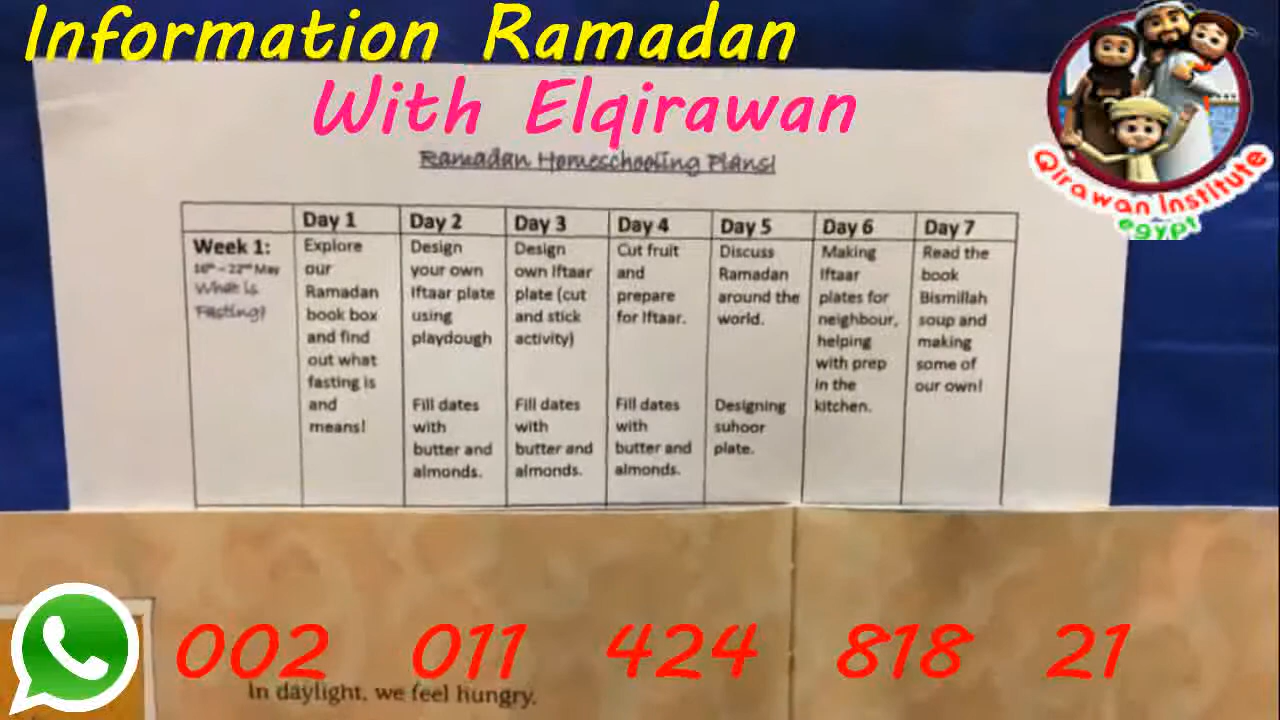 Information Ramadan
With Elqirawan
Qirawan Institute
egypt
Ramadan Homeschooling Plans!
Day 1 Day 2 Day 3 Day 4 Day 5 Day 6 Day 7
Week 1:
16th – 22nd May
What is
Fasting?
Explore
our
Ramadan
book box
and find
out what
fasting is
and
means!
Design
your own
Iftaar plate
using
playdough
Fill dates
with
butter and
almonds.
Design
own Iftaar
plate (cut
and stick
activity)
Fill dates
with
butter and
almonds.
Cut fruit
and
prepare
for Iftaar.
Fill dates
with
butter and
almonds.
Discuss
Ramadan
around the
world.
Designing
suhoor
plate.
Making
Iftaar
plates for
neighbour,
helping
with prep
in the
kitchen.
Read the
book
Bismillah
soup and
making
some of
our own!
002 011 424 818 21
In daylight, we feel hungry.